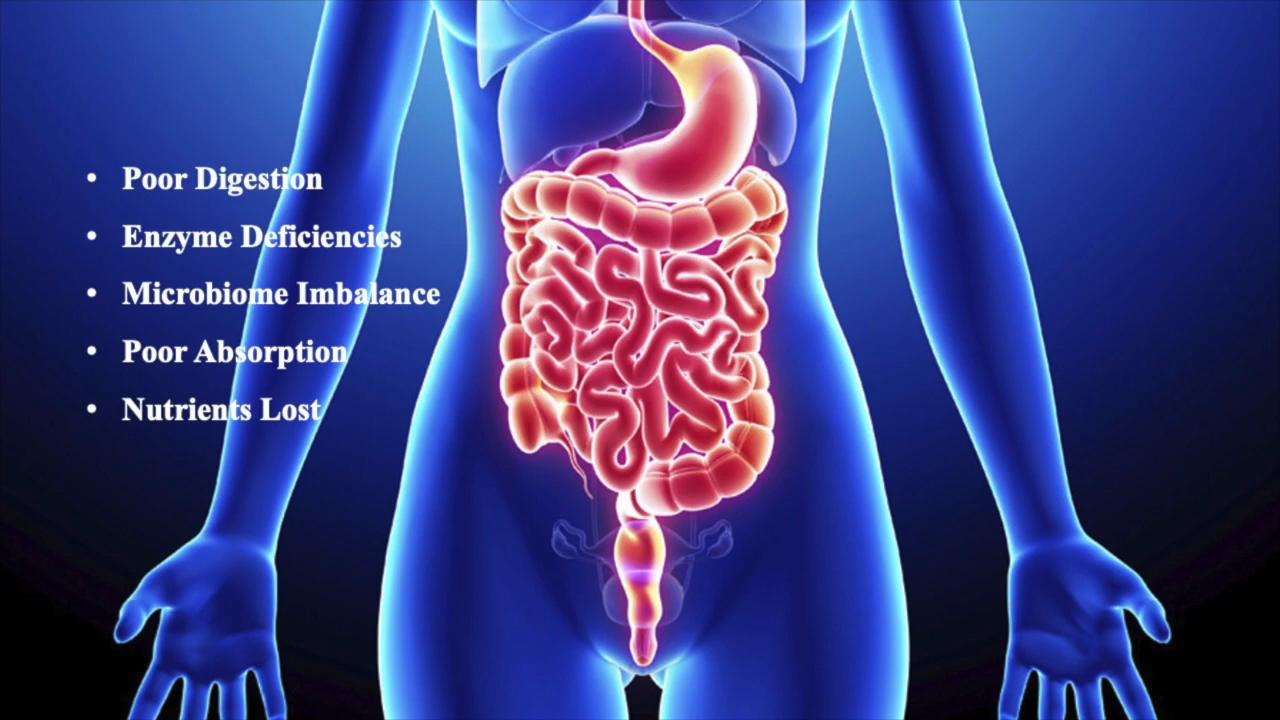 • Poor Digestion
• Enzyme Deficiencies
• Microbiome Imbalance
• Poor Absorption
• Nutrients Lost